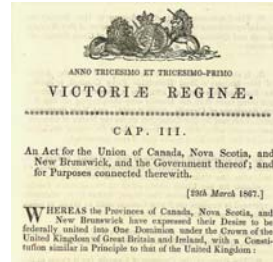 ANNO TRICESIMO ET TRICESIMO-PRIMO
VICTORIÆ REGINÆ.
CAP. III.
An Act for the Union of Canada, Nova Scotia, and
New Brunswick, and the Government thereof; and
for Purposes connected therewith.
[29th March 1867.]
WHEREAS the Provinces of Canada, Nova Scotia, and
New Brunswick have expressed their Desire to be
federally united into One Dominion under the Crown of the
United Kingdom of Great Britain and Ireland, with a Consti-
tution similar in Principle to that of the United Kingdom: